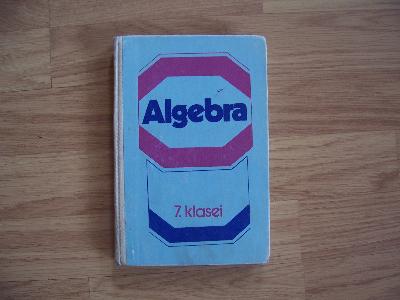 Algebra
7. klasei